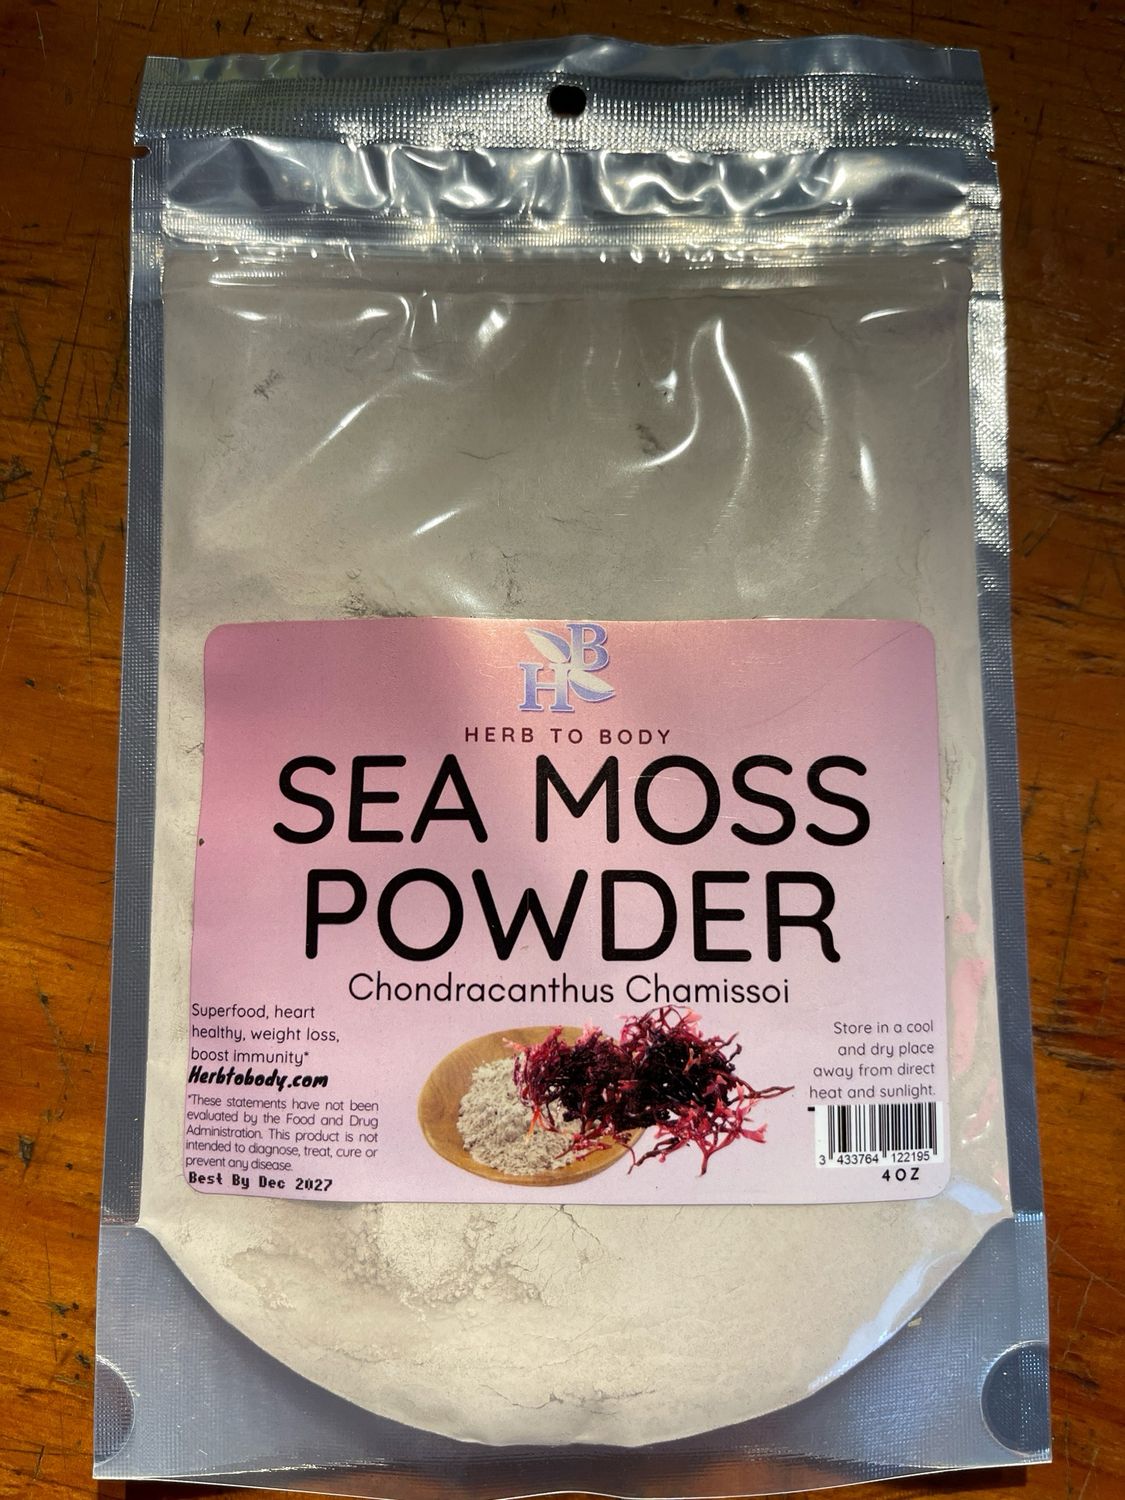 HB
HERB TO BODY
SEA MOSS
POWDER
Chondracanthus Chamissoi
Superfood, heart
healthy, weight loss,
boost immunity*
Herbtobody.com
*These statements have not been
evaluated by the Food and Drug
Administration. This product is not
intended to diagnose, treat, cure or
prevent any disease.
Best By Dec 2027
Store in a cool
and dry place
away from direct
heat and sunlight.
3 433764 122195
4 OZ